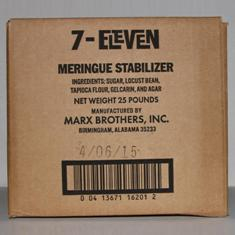 7-ELEVEN
MERINGUE STABILIZER
INGREDIENTS: SUGAR, LOCUST BEAN,
TAPIOCA FLOUR, GELCARIN, AND AGAR
NET WEIGHT 25 POUNDS
MANUFACTURED BY
MARX BROTHERS, INC.
BIRMINGHAM, ALABAMA 35233
4/06/15
0 04 13671 16201 2